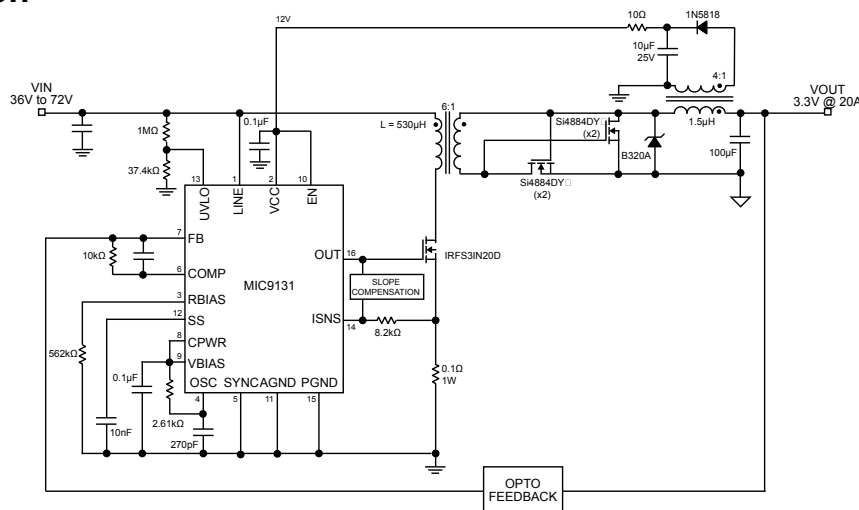 12V
10Ω
1N5818
10µF
25V
4:1
VIN
36V to 72V
VOUT
3.3V @ 20A
6:1
L = 530µH
1.5µH
0.1µF
1MΩ
37.4kΩ
Si4884DY
(x2)
B320A
100µF
Si4884DY
(x2)
13
1
2
10
UVLO
LINE
VCC
EN
7
FB
10kΩ
6
COMP
OUT
16
IRFS3IN20D
MIC9131
SLOPE
COMPENSATION
3
RBIAS
12
SS
ISNS
14
8.2kΩ
8
CPWR
562kΩ
9
VBIAS
0.1µF
0.1Ω
1W
OSC
SYNC
AGND
PGND
4
5
11
15
2.61kΩ
10nF
270pF
OPTO
FEEDBACK